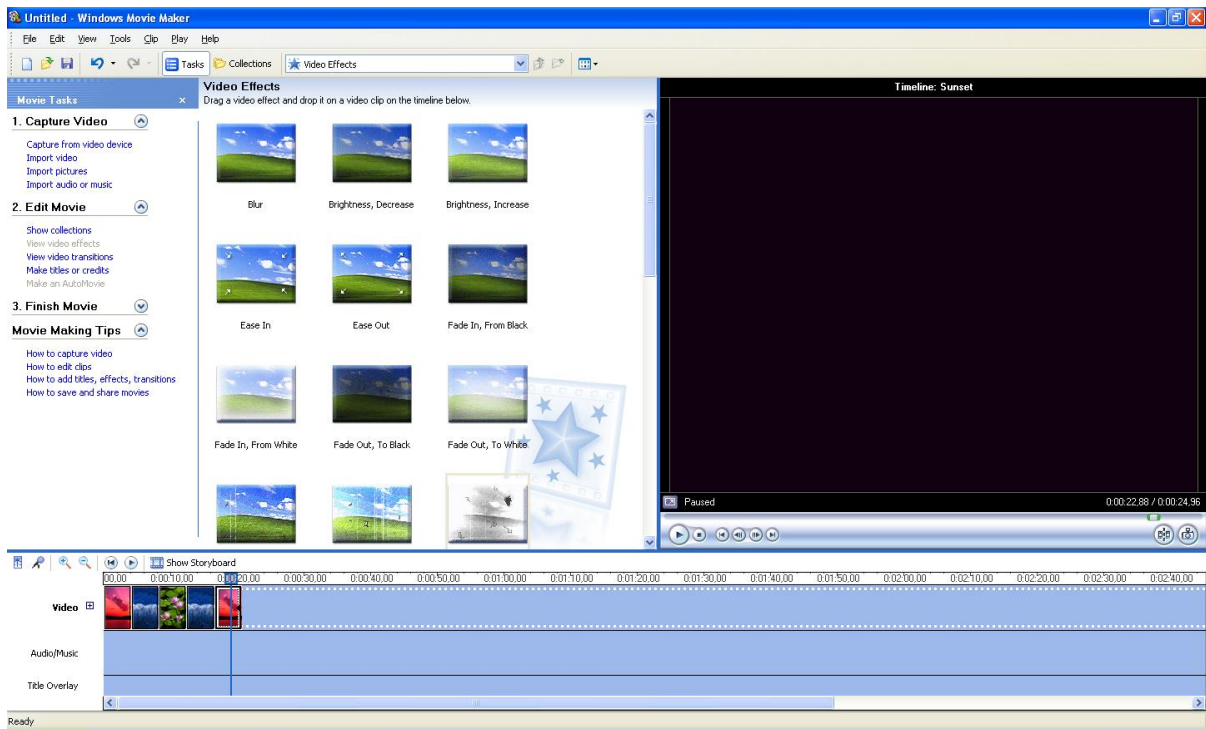 Untitled - Windows Movie Maker
File Edit View Tools Clip Play Help
Tasks Collections Video Effects
Movie Tasks
1. Capture Video
Capture from video device
Import video
Import pictures
Import audio or music
2. Edit Movie
Show collections
View video effects
View video transitions
Make titles or credits
Make an AutoMovie
3. Finish Movie
Movie Making Tips
How to capture video
How to edit clips
How to add titles, effects, transitions
How to save and share movies
Video Effects
Drag a video effect and drop it on a video clip on the timeline below.
Blur Brightness, Decrease Brightness, Increase
Ease In Ease Out Fade In, From Black
Fade In, From White Fade Out, To Black Fade Out, To White
Timeline: Sunset
Paused 0:00:22,88 / 0:00:24,96
Show Storyboard
00,00 0:00:10,00 0:00:20,00 0:00:30,00 0:00:40,00 0:00:50,00 0:01:00,00 0:01:10,00 0:01:20,00 0:01:30,00 0:01:40,00 0:01:50,00 0:02:00,00 0:02:10,00 0:02:20,00 0:02:30,00 0:02:40,00
Video
Audio/Music
Title Overlay
Ready